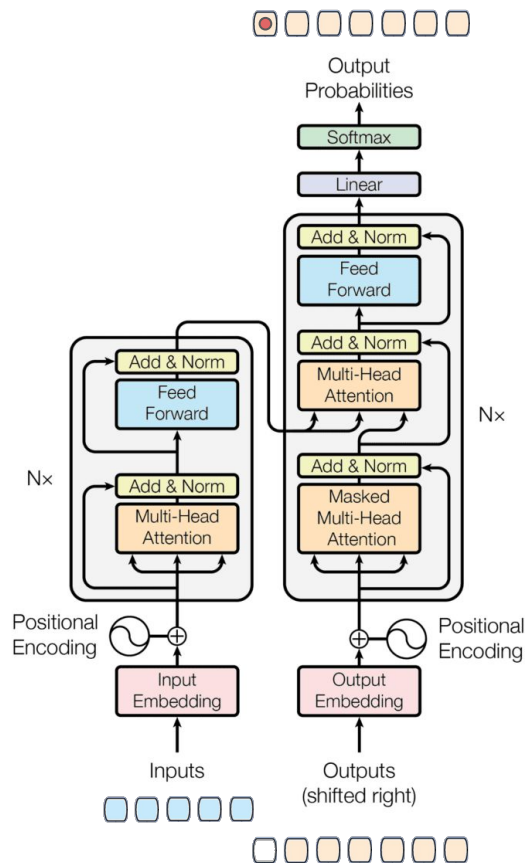 Output
Probabilities
Softmax
Linear
Add & Norm
Feed
Forward
Add & Norm
Multi-Head
Attention
Add & Norm
Masked
Multi-Head
Attention
Nx
Add & Norm
Feed
Forward
Add & Norm
Multi-Head
Attention
Nx
Positional
Encoding
Positional
Encoding
Input
Embedding
Output
Embedding
Inputs
Outputs
(shifted right)